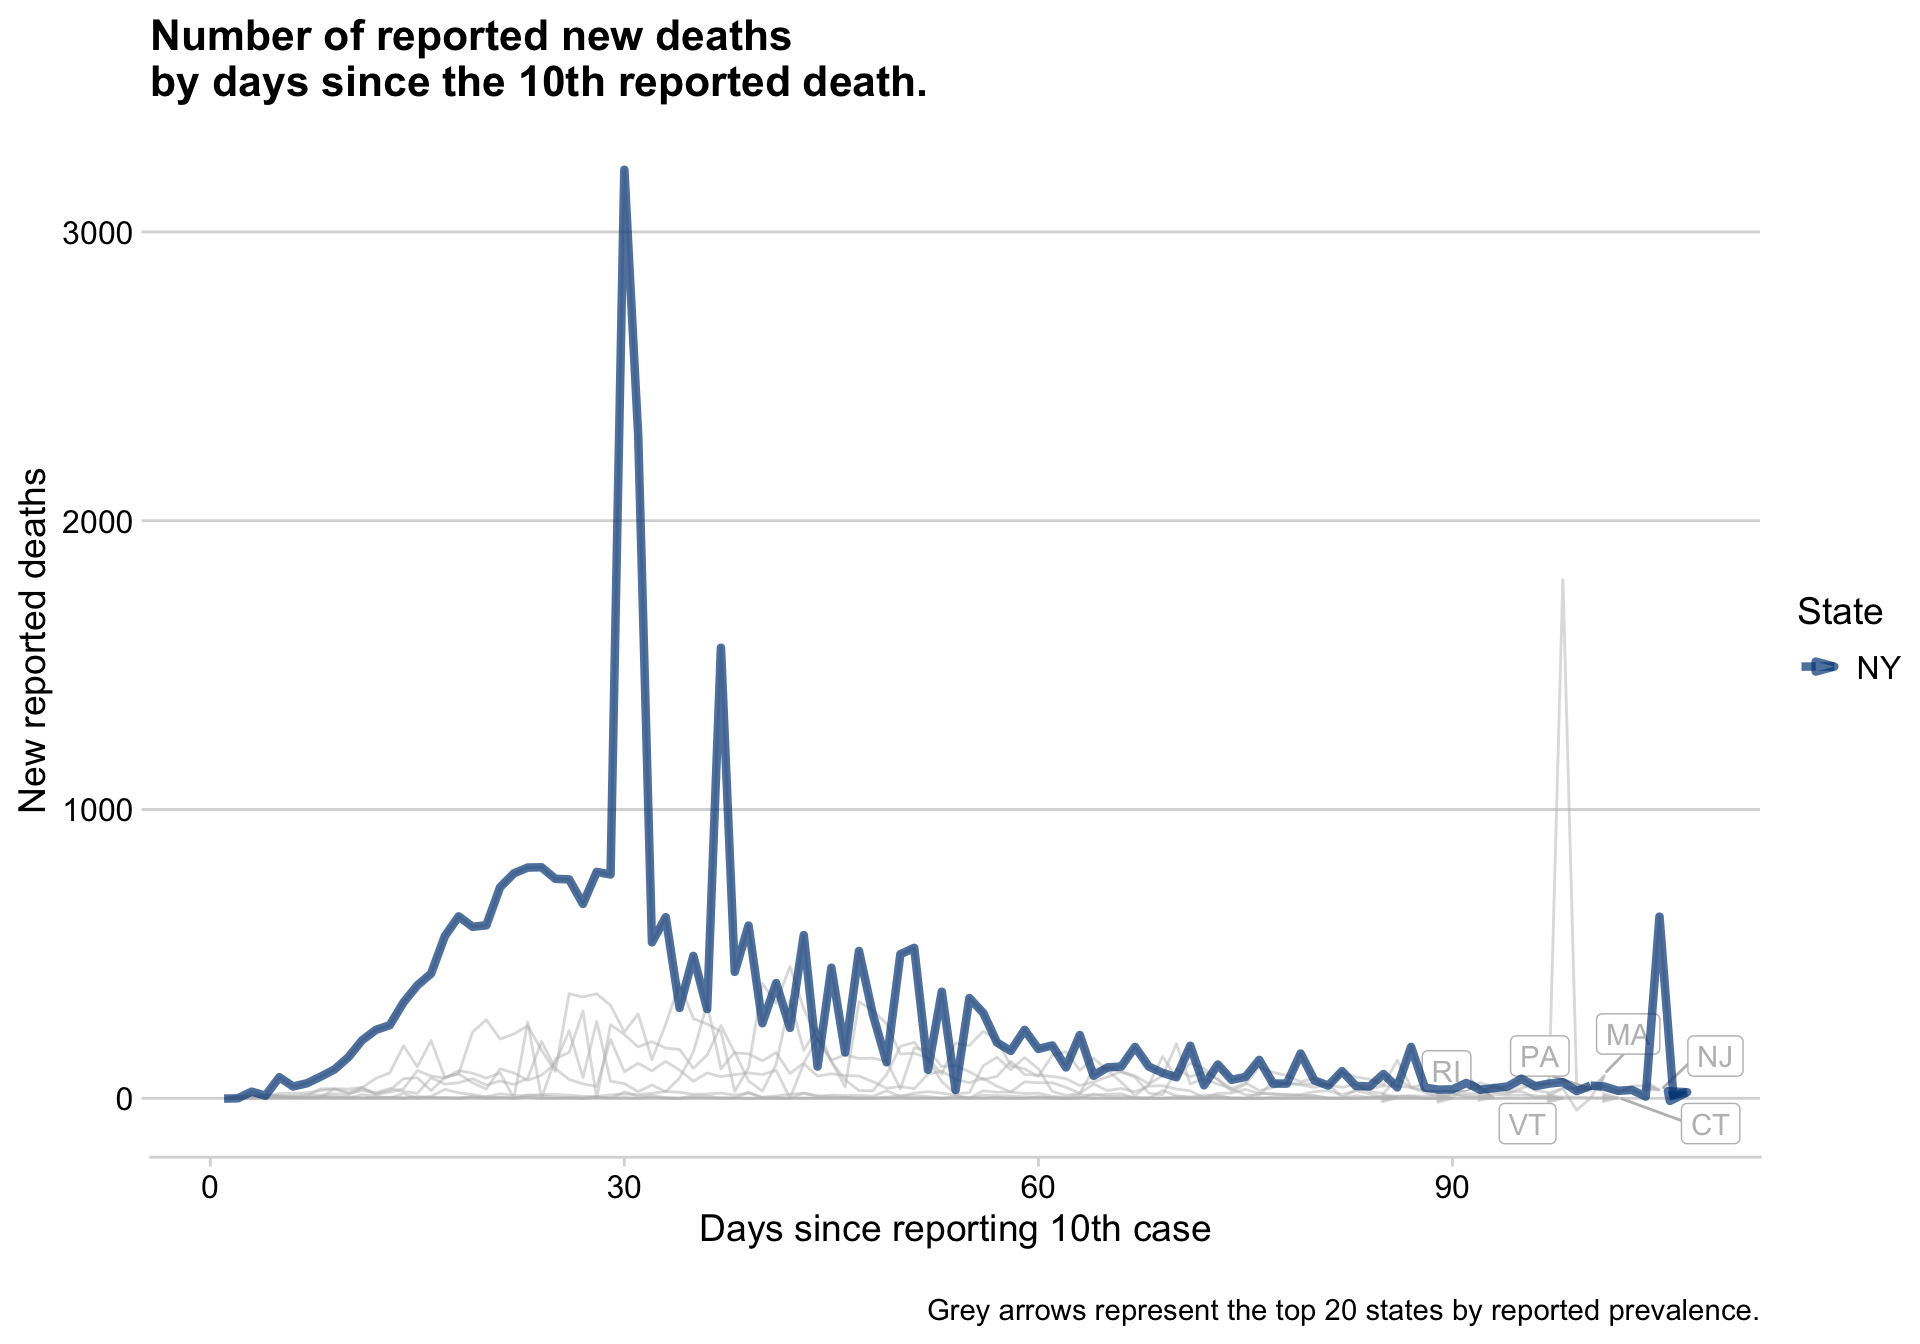 Number of reported new deaths
by days since the 10th reported death.
New reported deaths
3000
2000
1000
0
RI
PA
MA
NJ
VT
CT
State
NY
0
30
60
90
Days since reporting 10th case
Grey arrows represent the top 20 states by reported prevalence.